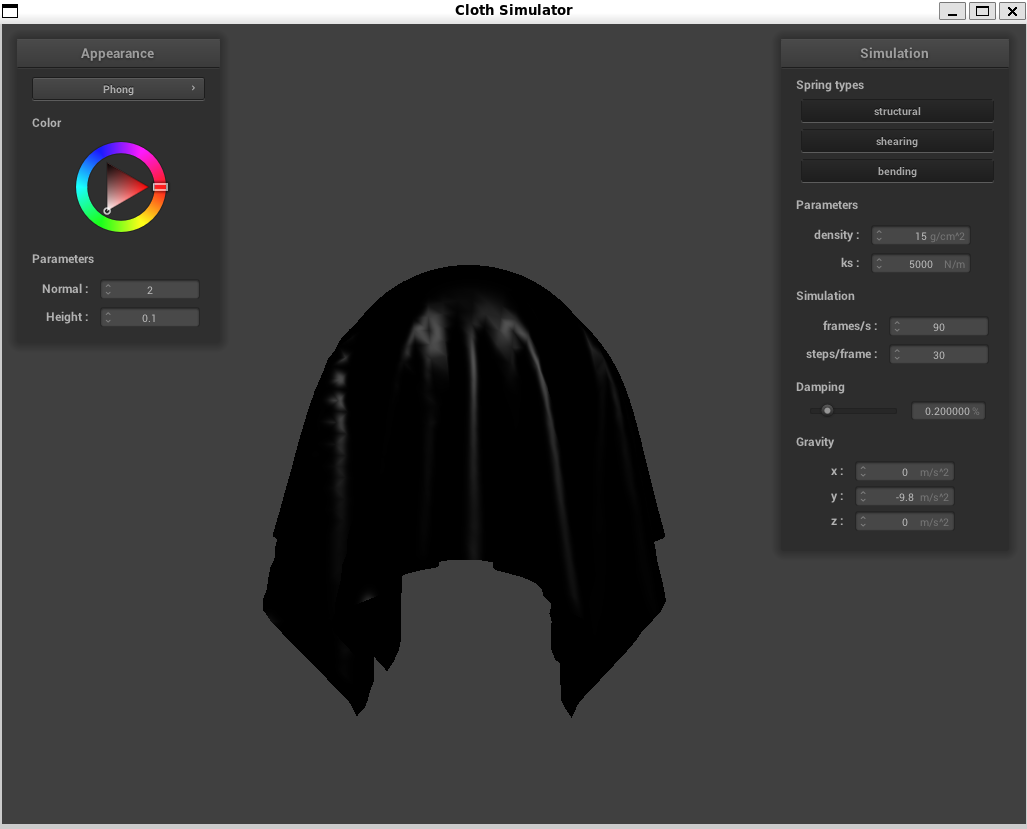 Cloth Simulator
Appearance
Phong
Color
Parameters
Normal : 2
Height : 0.1
Simulation
Spring types
structural
shearing
bending
Parameters
density : 15 g/cm^2
ks : 5000 N/m
Simulation
frames/s : 90
steps/frame : 30
Damping
0.200000 %
Gravity
x : 0 m/s^2
y : -9.8 m/s^2
z : 0 m/s^2